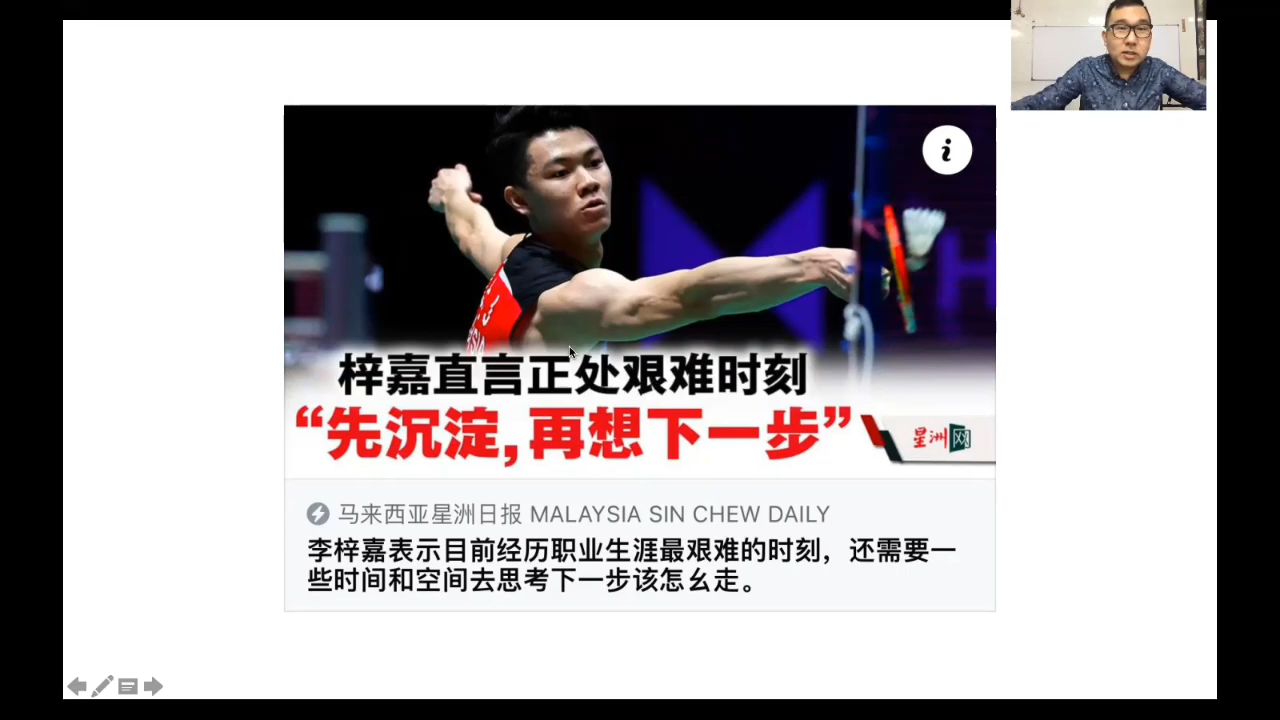 梓嘉直言正处艰难时刻
“先沉淀,再想下一步”
星洲网
马来西亚星洲日报 MALAYSIA SIN CHEW DAILY
李梓嘉表示目前经历职业生涯最艰难的时刻，还需要一
些时间和空间去思考下一步该怎幺走。